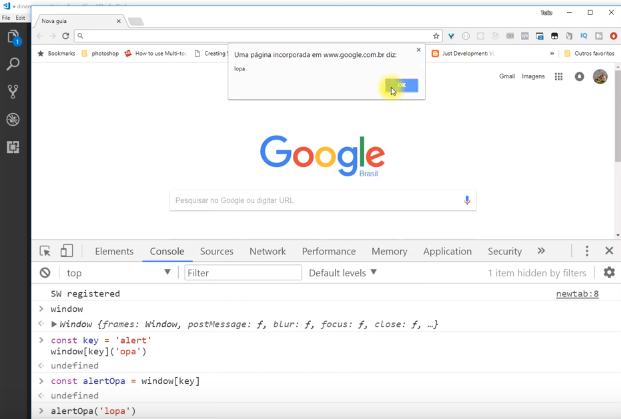 File Edit
Nova guia
Bookmarks photoshop How to use Multi-to Creating Just Development: Outros favoritos
Uma página incorporada em www.google.com.br diz:
lopa
OK
Gmail Imagens
Google
Brasil
Pesquisar no Google ou digitar URL
Elements Console Sources Network Performance Memory Application Security »
top Filter Default levels 1 item hidden by filters
SW registered newtab:8
> window
Window {frames: Window, postMessage: ƒ, blur: ƒ, focus: ƒ, close: ƒ, …}
> const key = 'alert'
window[key]('opa')
undefined
> const alertOpa = window[key]
undefined
> alertOpa('lopa')